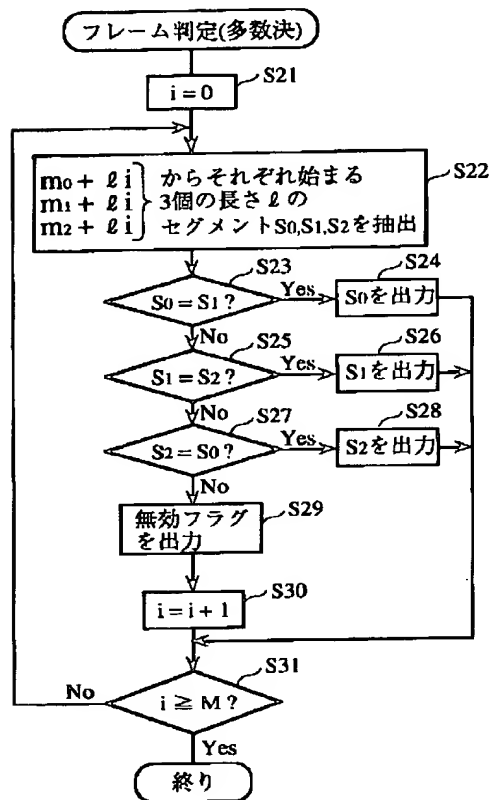 フレーム判定(多数決)
S21
i=0
S22
m0+ℓi
m1+ℓi
m2+ℓi
からそれぞれ始まる
3個の長さℓの
セグメントS0,S1,S2を抽出
S23
S0=S1?
Yes
S24
S0を出力
No
S25
S1=S2?
Yes
S26
S1を出力
No
S27
S2=S0?
Yes
S28
S2を出力
No
S29
無効フラグ
を出力
S30
i=i+1
S31
i≧M?
No
Yes
終り